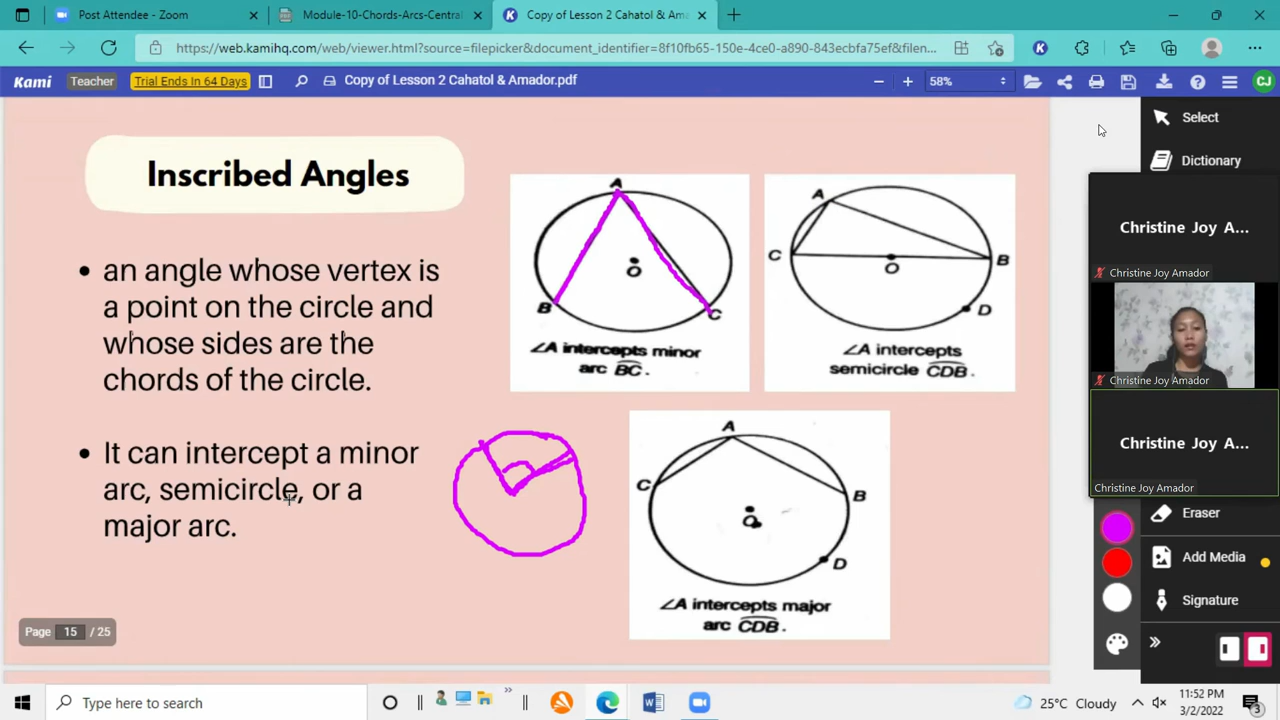 Post Attendee - Zoom
Module-10-Chords-Arcs-Central
Copy of Lesson 2 Cahatol & Ama
https://web.kamihq.com/web/viewer.html?source=filepicker&document_identifier=8f10fb65-150e-4ce0-a890-843ecbfa75ef&filen...
Kami
Teacher
Trial Ends In 64 Days
Copy of Lesson 2 Cahatol & Amador.pdf
58%
CJ
Inscribed Angles
• an angle whose vertex is
a point on the circle and
whose sides are the
chords of the circle.
• It can intercept a minor
arc, semicircle, or a
major arc.
A
O
B
C
∠A intercepts minor
arc BC.
A
C
O
B
D
∠A intercepts
semicircle CDB.
A
C
B
O
D
∠A intercepts major
arc CDB.
Select
Dictionary
Christine Joy A...
Christine Joy Amador
Christine Joy Amador
Christine Joy A...
Christine Joy Amador
Eraser
Add Media
Signature
Page 15 / 25
Type here to search
25°C Cloudy
11:52 PM
3/2/2022
3